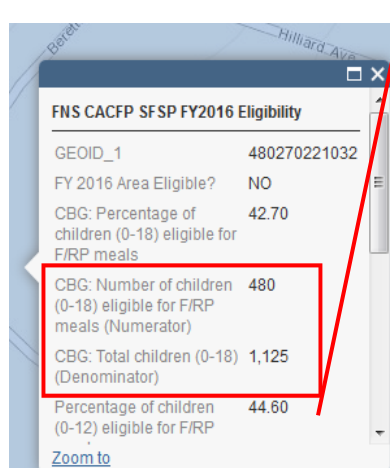 Hilliard Ave
FNS CACFP SFSP FY2016 Eligibility
GEOID_1 480270221032
FY 2016 Area Eligible? NO
CBG: Percentage of 42.70
children (0-18) eligible for
F/RP meals
CBG: Number of children 480
(0-18) eligible for F/RP
meals (Numerator)
CBG: Total children (0-18) 1,125
(Denominator)
Percentage of children 44.60
(0-12) eligible for F/RP
Zoom to